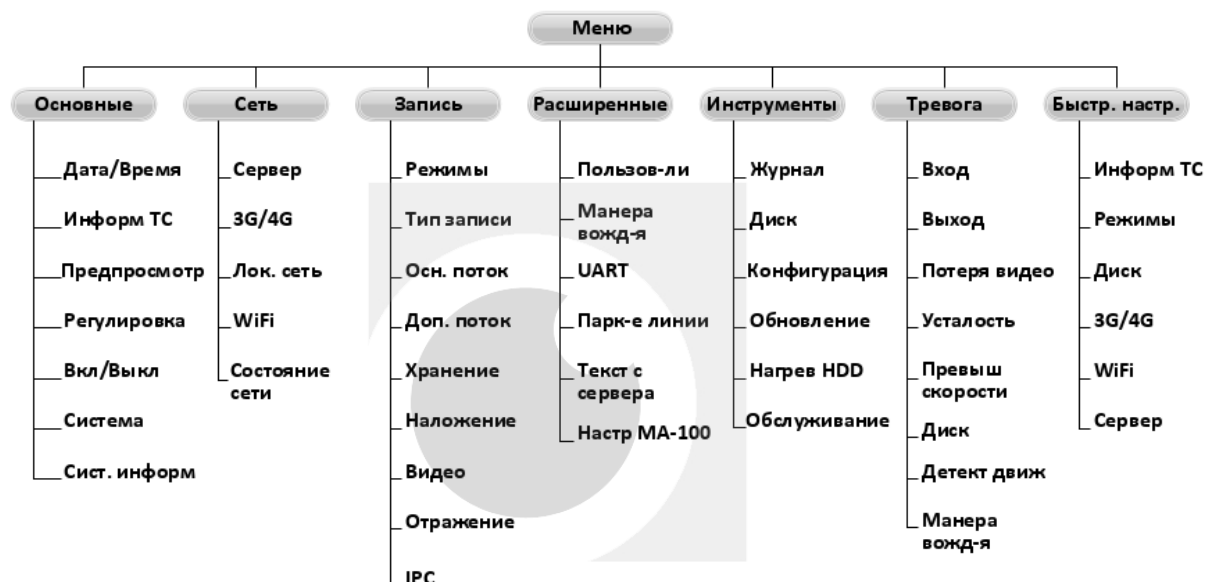 Меню
Основные
Дата/Время
Информ ТС
Предпросмотр
Регулировка
Вкл/Выкл
Система
Сист. информ
Сеть
Сервер
3G/4G
Лок. сеть
WiFi
Состояние
сети
Запись
Режимы
Тип записи
Осн. поток
Доп. поток
Хранение
Наложение
Видео
Отражение
IPC
Расширенные
Пользов-ли
Манера
вожд-я
UART
Парк-е линии
Текст с
сервера
Настр МА-100
Инструменты
Журнал
Диск
Конфигурация
Обновление
Нагрев HDD
Обслуживание
Тревога
Вход
Выход
Потеря видео
Усталость
Превыш
скорости
Диск
Детект движ
Манера
вожд-я
Быстр. настр.
Информ ТС
Режимы
Диск
3G/4G
WiFi
Сервер